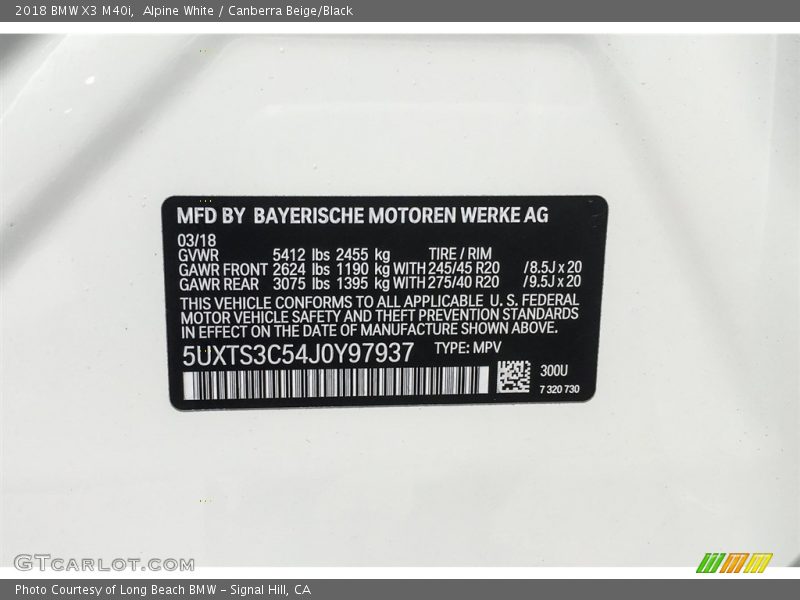 2018 BMW X3 M40i,  Alpine White / Canberra Beige/Black
MFD BY BAYERISCHE MOTOREN WERKE AG
03/18
GVWR 5412 lbs 2455 kg TIRE / RIM
GAWR FRONT 2624 lbs 1190 kg WITH 245/45 R20 /8.5J x 20
GAWR REAR 3075 lbs 1395 kg WITH 275/40 R20 /9.5J x 20
THIS VEHICLE CONFORMS TO ALL APPLICABLE U. S. FEDERAL
MOTOR VEHICLE SAFETY AND THEFT PREVENTION STANDARDS
IN EFFECT ON THE DATE OF MANUFACTURE SHOWN ABOVE.
5UXTS3C54J0Y97937 TYPE: MPV
300U
7 320 730
GTCARLOT.COM
Photo Courtesy of Long Beach BMW - Signal Hill, CA